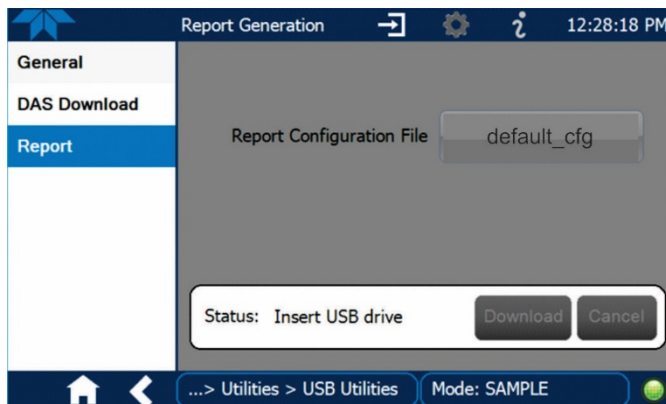 Report Generation
12:28:18 PM
General
DAS Download
Report
Report Configuration File
default_cfg
Status: Insert USB drive
Download
Cancel
...> Utilities > USB Utilities
Mode: SAMPLE